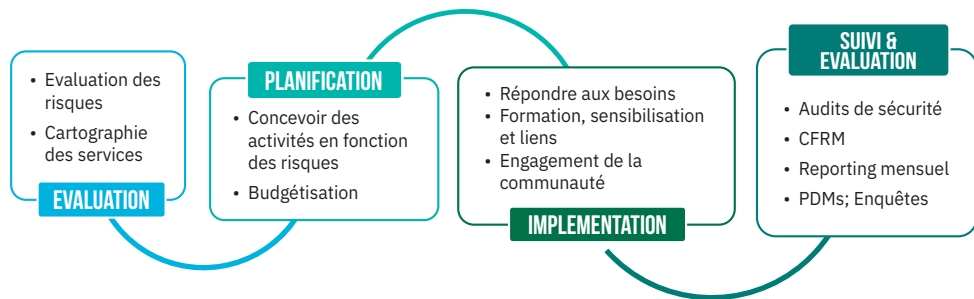 • Evaluation des
risques
• Cartographie
des services
EVALUATION
PLANIFICATION
• Concevoir des
activités en fonction
des risques
• Budgétisation
• Répondre aux besoins
• Formation, sensibilisation
et liens
• Engagement de la
communauté
IMPLEMENTATION
SUIVI &
EVALUATION
• Audits de sécurité
• CFRM
• Reporting mensuel
• PDMs; Enquêtes